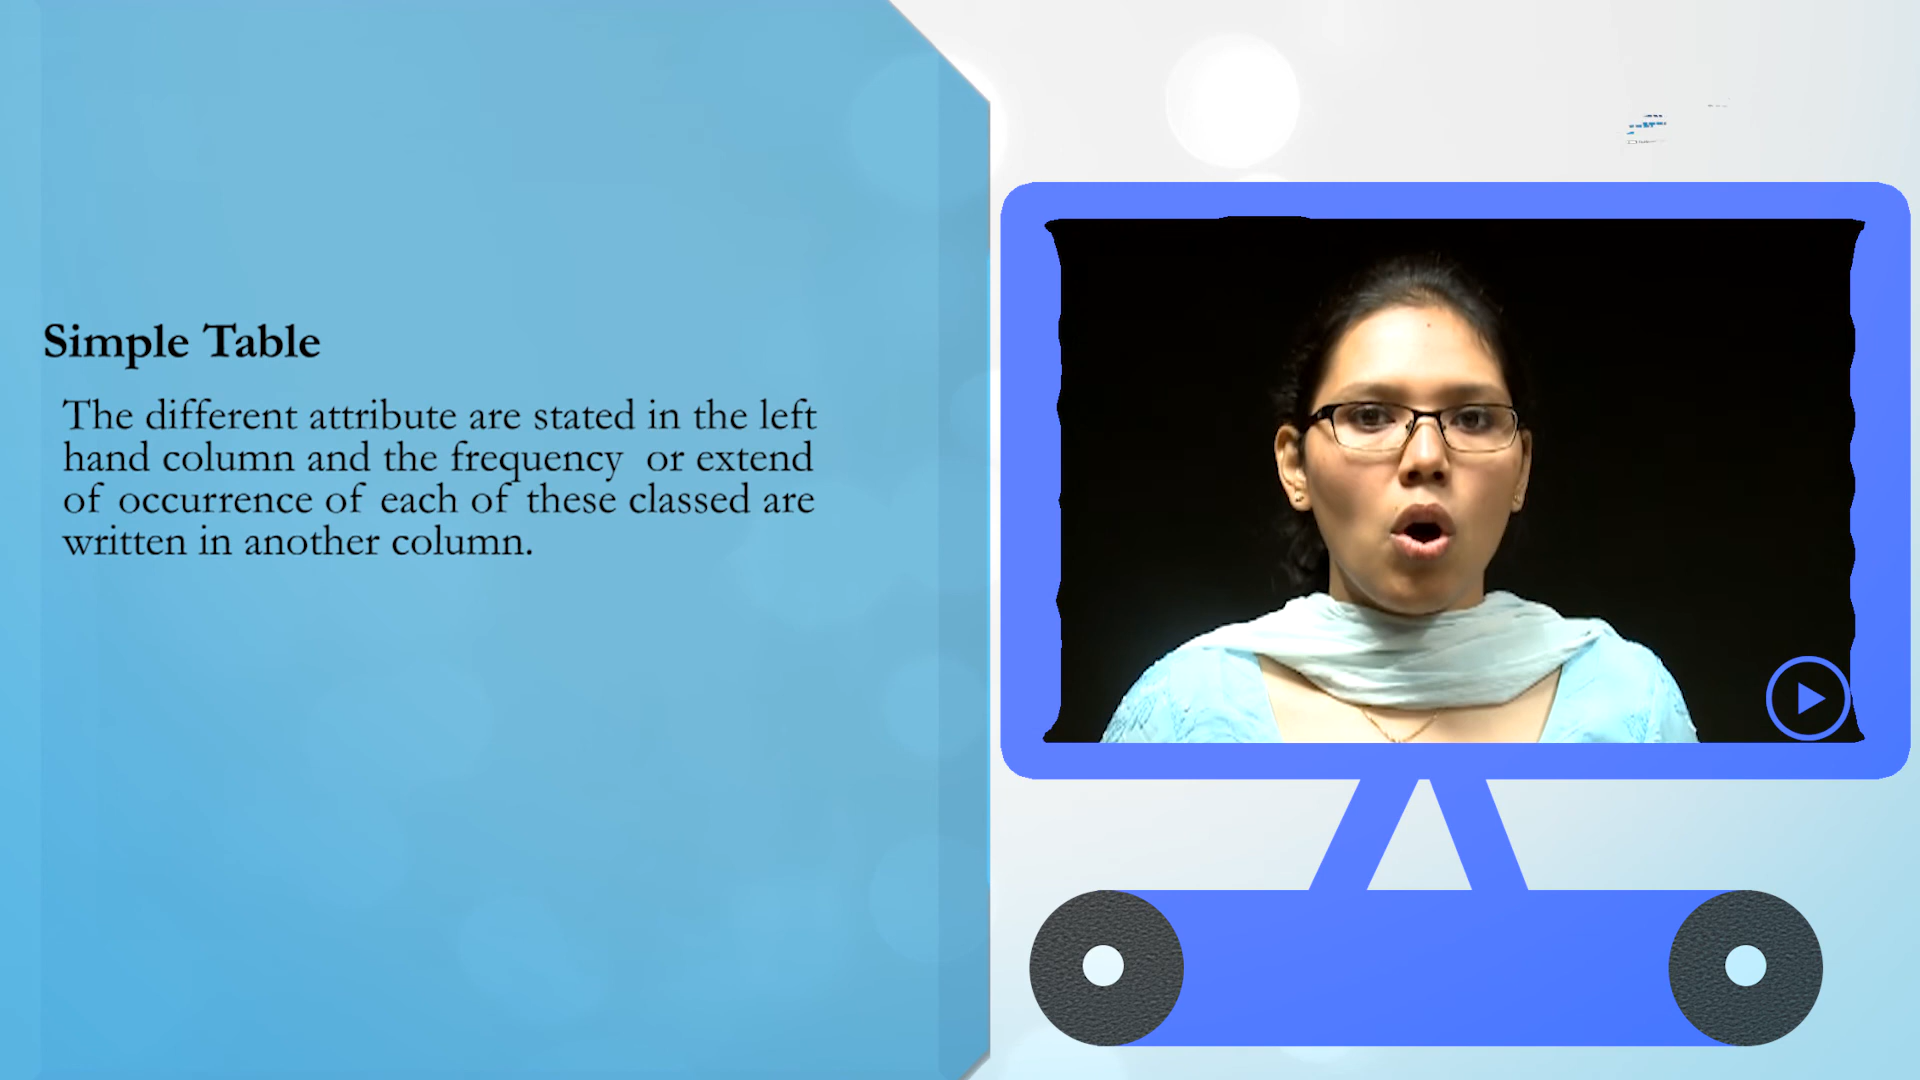 Simple Table
The different attribute are stated in the left
hand column and the frequency or extend
of occurrence of each of these classed are
written in another column.